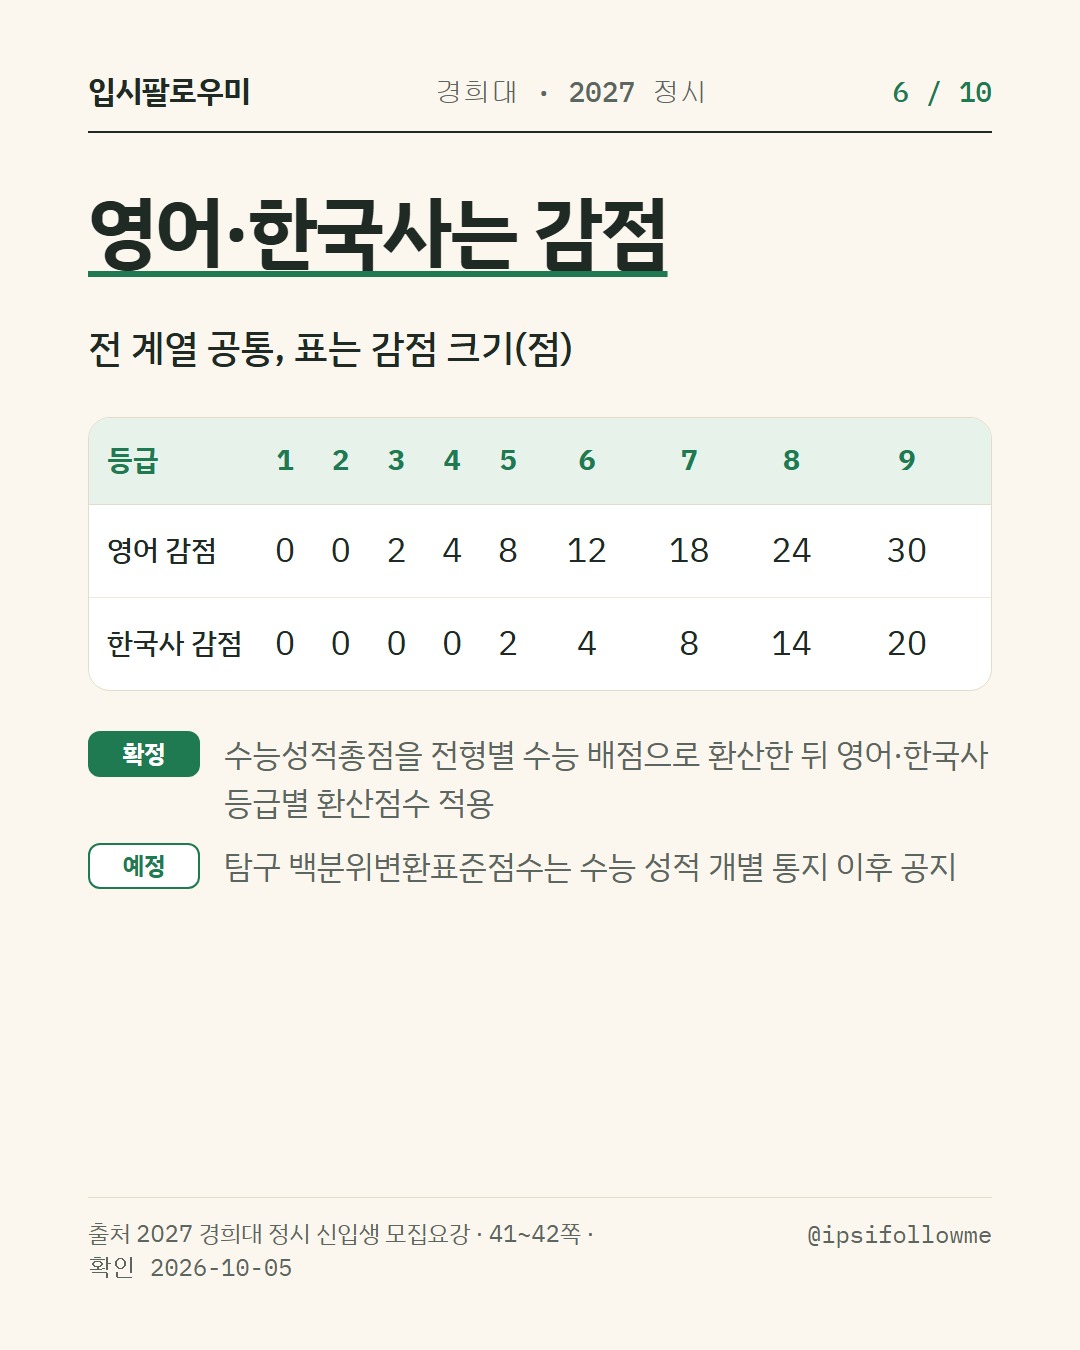 입시팔로우미
경희대 · 2027 정시
6 / 10
영어·한국사는 감점
전 계열 공통, 표는 감점 크기(점)
등급 1 2 3 4 5 6 7 8 9
영어 감점 0 0 2 4 8 12 18 24 30
한국사 감점 0 0 0 0 2 4 8 14 20
확정 수능성적총점을 전형별 수능 배점으로 환산한 뒤 영어·한국사
등급별 환산점수 적용
예정 탐구 백분위변환표준점수는 수능 성적 개별 통지 이후 공지
출처 2027 경희대 정시 신입생 모집요강 · 41~42쪽 ·
확인 2026-10-05
@ipsifollowme